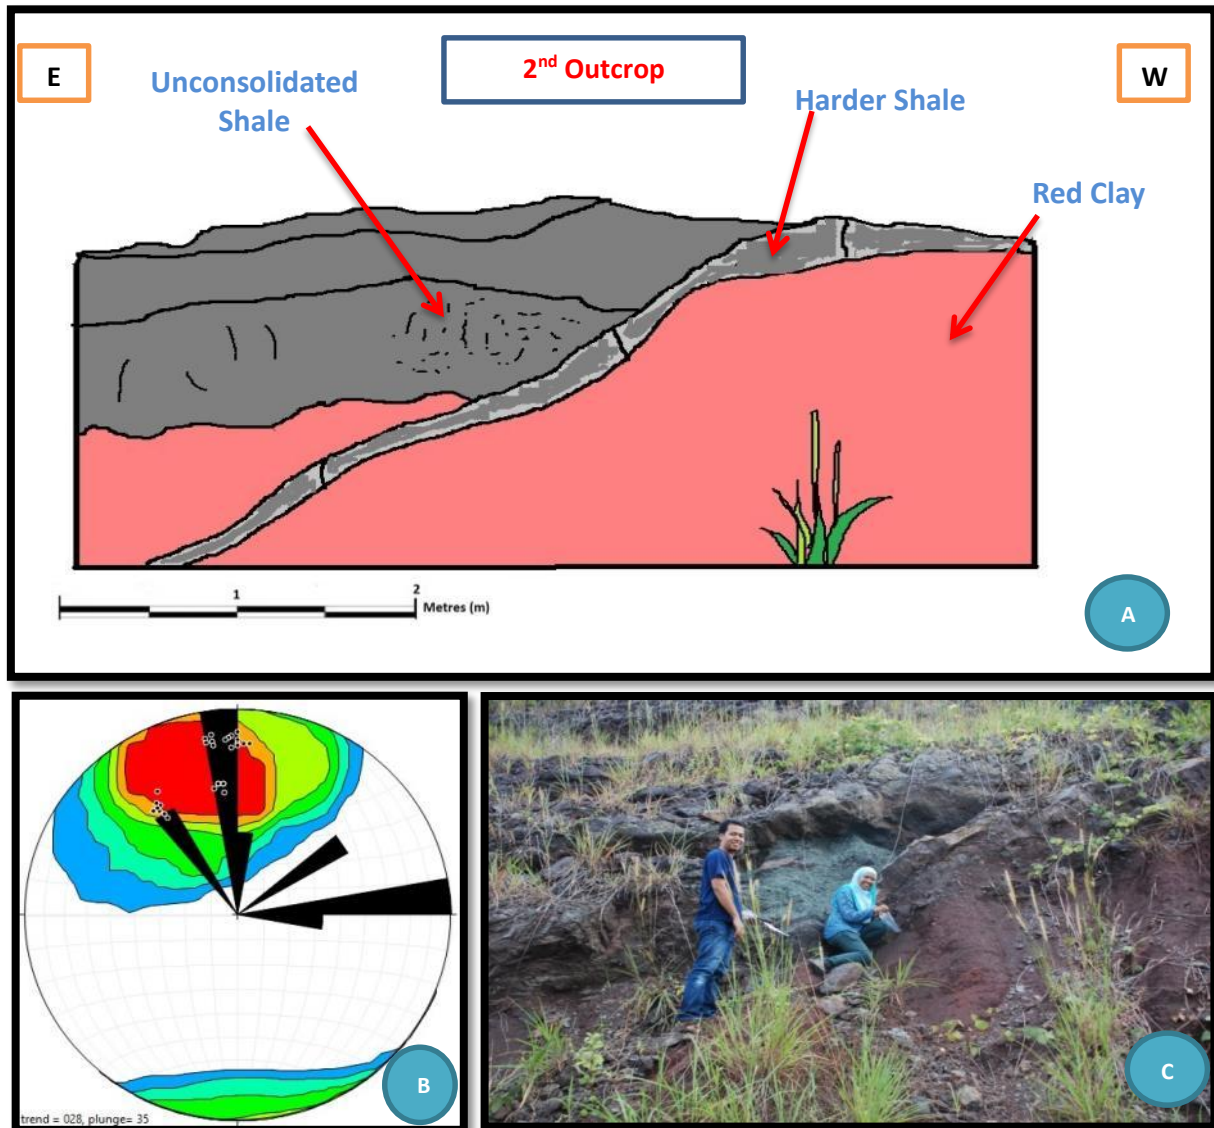 E
2nd Outcrop
W
Unconsolidated
Shale
Harder Shale
Red Clay
1
2
Metres (m)
A
trend = 028, plunge= 35
B
C